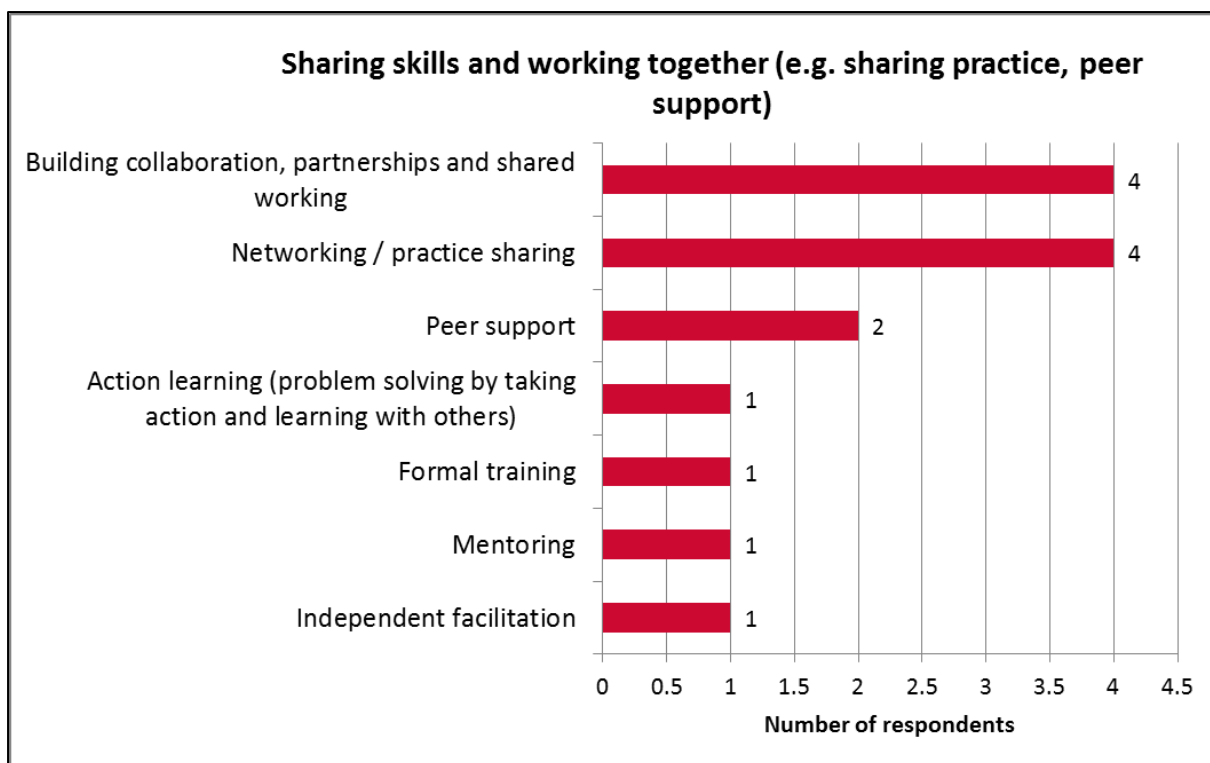 Sharing skills and working together (e.g. sharing practice, peer
support)
Building collaboration, partnerships and shared
working
4
Networking / practice sharing
4
Peer support
2
Action learning (problem solving by taking
action and learning with others)
1
Formal training
1
Mentoring
1
Independent facilitation
1
0 0.5 1 1.5 2 2.5 3 3.5 4 4.5
Number of respondents